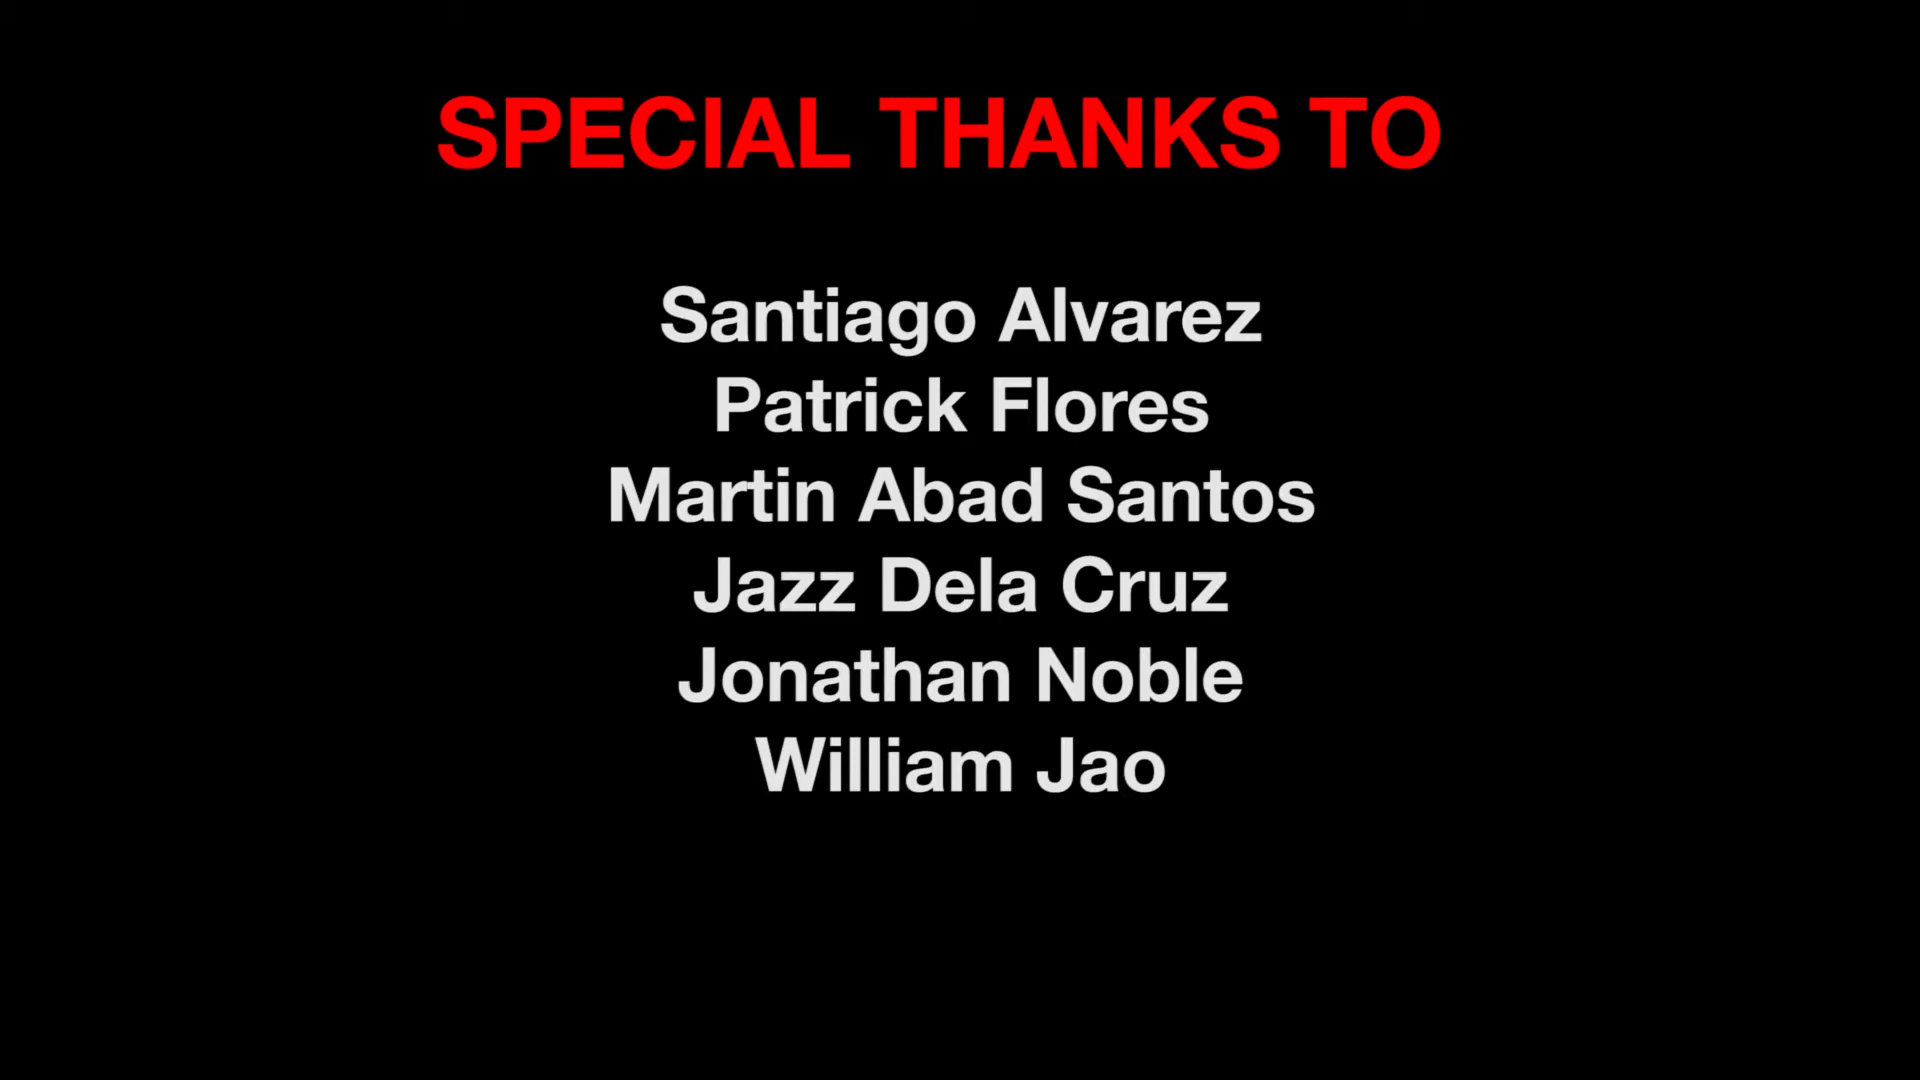 SPECIAL THANKS TO
Santiago Alvarez
Patrick Flores
Martin Abad Santos
Jazz Dela Cruz
Jonathan Noble
William Jao